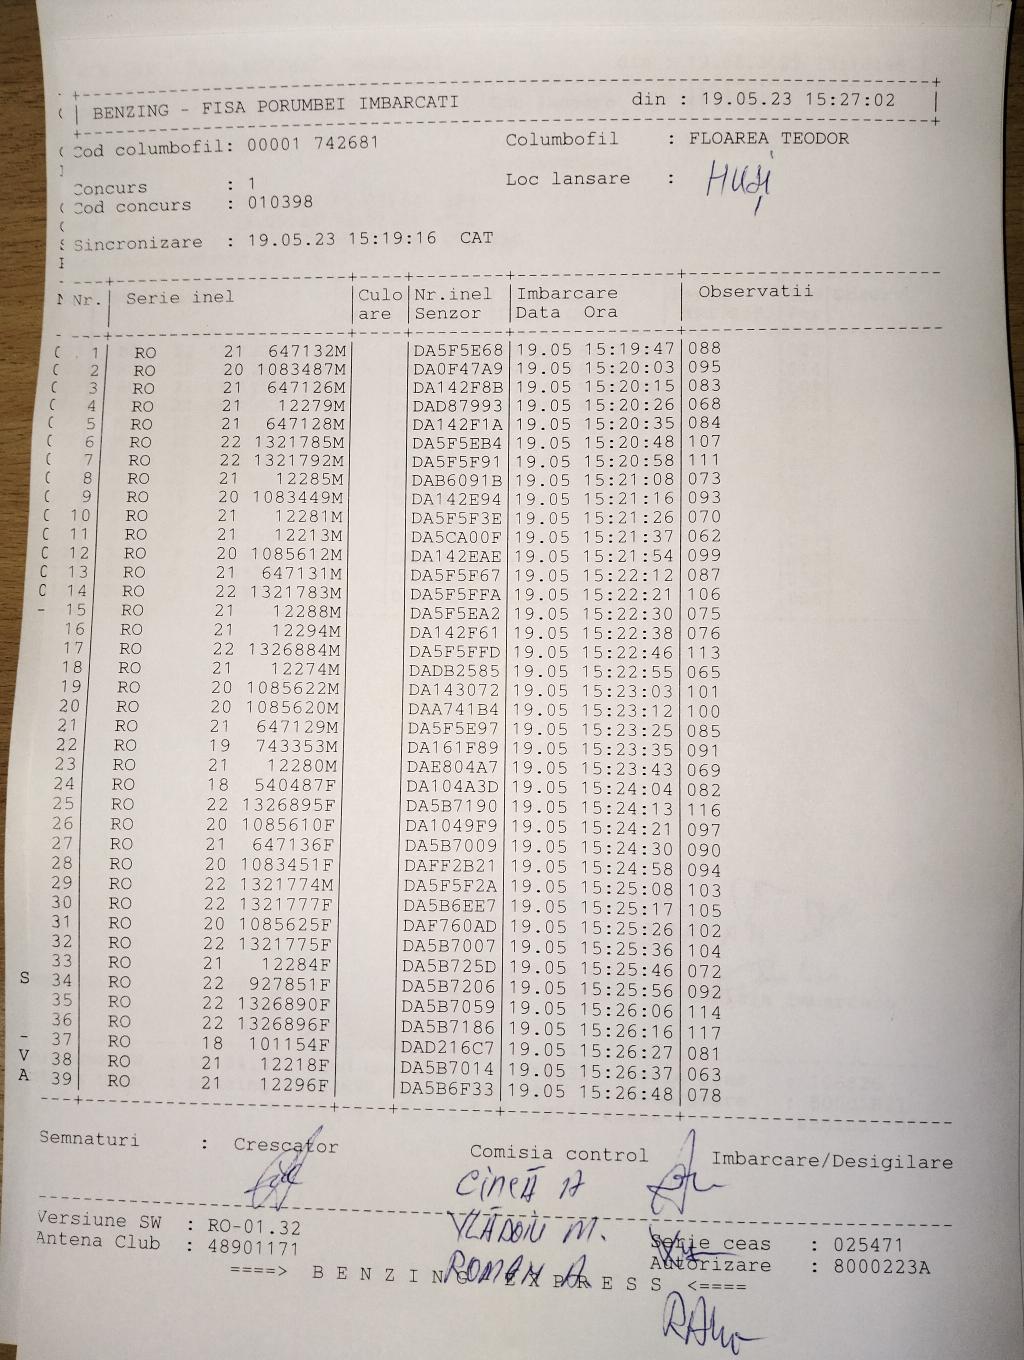 BENZING - FISA PORUMBEI IMBARCATI din : 19.05.23 15:27:02
Cod columbofil: 00001 742681 Columbofil : FLOAREA TEODOR
Concurs : 1 Loc lansare : HUȘI
Cod concurs : 010398
Sincronizare : 19.05.23 15:19:16 CAT
Nr. Serie inel Culo Nr.inel Imbarcare Observatii
are Senzor Data Ora
1 RO 21 647132M DA5F5E68 19.05 15:19:47 088
2 RO 20 1083487M DA0F47A9 19.05 15:20:03 095
3 RO 21 647126M DA142F8B 19.05 15:20:15 083
4 RO 21 12279M DAD87993 19.05 15:20:26 068
5 RO 21 647128M DA142F1A 19.05 15:20:35 084
6 RO 22 1321785M DA5F5EB4 19.05 15:20:48 107
7 RO 22 1321792M DA5F5F91 19.05 15:20:58 111
8 RO 21 12285M DAB6091B 19.05 15:21:08 073
9 RO 20 1083449M DA142E94 19.05 15:21:16 093
10 RO 21 12281M DA5F5F3E 19.05 15:21:26 070
11 RO 21 12213M DA5CA00F 19.05 15:21:37 062
12 RO 20 1085612M DA142EAE 19.05 15:21:54 099
13 RO 21 647131M DA5F5F67 19.05 15:22:12 087
14 RO 22 1321783M DA5F5FFA 19.05 15:22:21 106
15 RO 21 12288M DA5F5EA2 19.05 15:22:30 075
16 RO 21 12294M DA142F61 19.05 15:22:38 076
17 RO 22 1326884M DA5F5FFD 19.05 15:22:46 113
18 RO 21 12274M DADB2585 19.05 15:22:55 065
19 RO 20 1085622M DA143072 19.05 15:23:03 101
20 RO 20 1085620M DAA741B4 19.05 15:23:12 100
21 RO 21 647129M DA5F5E97 19.05 15:23:25 085
22 RO 19 743353M DA161F89 19.05 15:23:35 091
23 RO 21 12280M DAE804A7 19.05 15:23:43 069
24 RO 18 540487F DA104A3D 19.05 15:24:04 082
25 RO 22 1326895F DA5B7190 19.05 15:24:13 116
26 RO 20 1085610F DA1049F9 19.05 15:24:21 097
27 RO 21 647136F DA5B7009 19.05 15:24:30 090
28 RO 20 1083451F DAFF2B21 19.05 15:24:58 094
29 RO 22 1321774M DA5F5F2A 19.05 15:25:08 103
30 RO 22 1321777F DA5B6EE7 19.05 15:25:17 105
31 RO 20 1085625F DAF760AD 19.05 15:25:26 102
32 RO 22 1321775F DA5B7007 19.05 15:25:36 104
33 RO 21 12284F DA5B725D 19.05 15:25:46 072
S 34 RO 22 927851F DA5B7206 19.05 15:25:56 092
35 RO 22 1326890F DA5B7059 19.05 15:26:06 114
36 RO 22 1326896F DA5B7186 19.05 15:26:16 117
37 RO 18 101154F DAD216C7 19.05 15:26:27 081
V 38 RO 21 12218F DA5B7014 19.05 15:26:37 063
A 39 RO 21 12296F DA5B6F33 19.05 15:26:48 078
Semnaturi : Crescator Comisia control Imbarcare/Desigilare
CINCĂ A
Versiune SW : RO-01.32 VLĂDOIU M. Serie ceas : 025471
Antena Club : 48901171 ROMAN A. Autorizare : 8000223A
====> BENZING EXPRESS <====